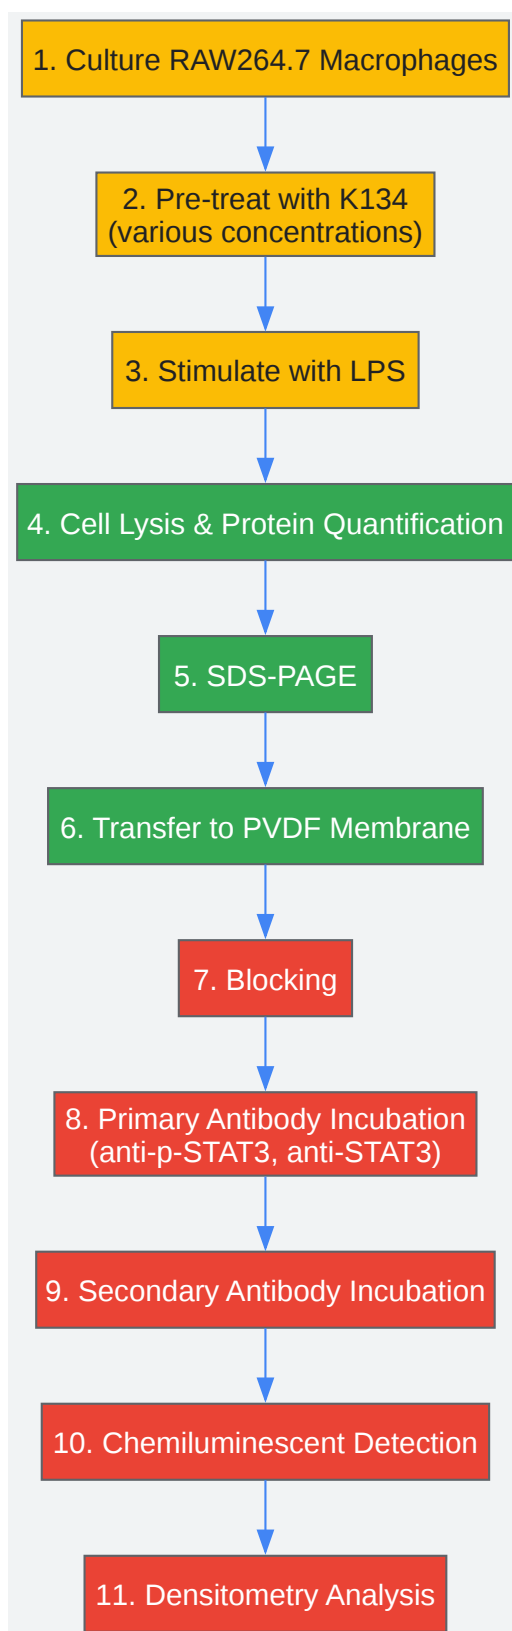 1. Culture RAW264.7 Macrophages
2. Pre-treat with K134
(various concentrations)
3. Stimulate with LPS
4. Cell Lysis & Protein Quantification
5. SDS-PAGE
6. Transfer to PVDF Membrane
7. Blocking
8. Primary Antibody Incubation
(anti-p-STAT3, anti-STAT3)
9. Secondary Antibody Incubation
10. Chemiluminescent Detection
11. Densitometry Analysis